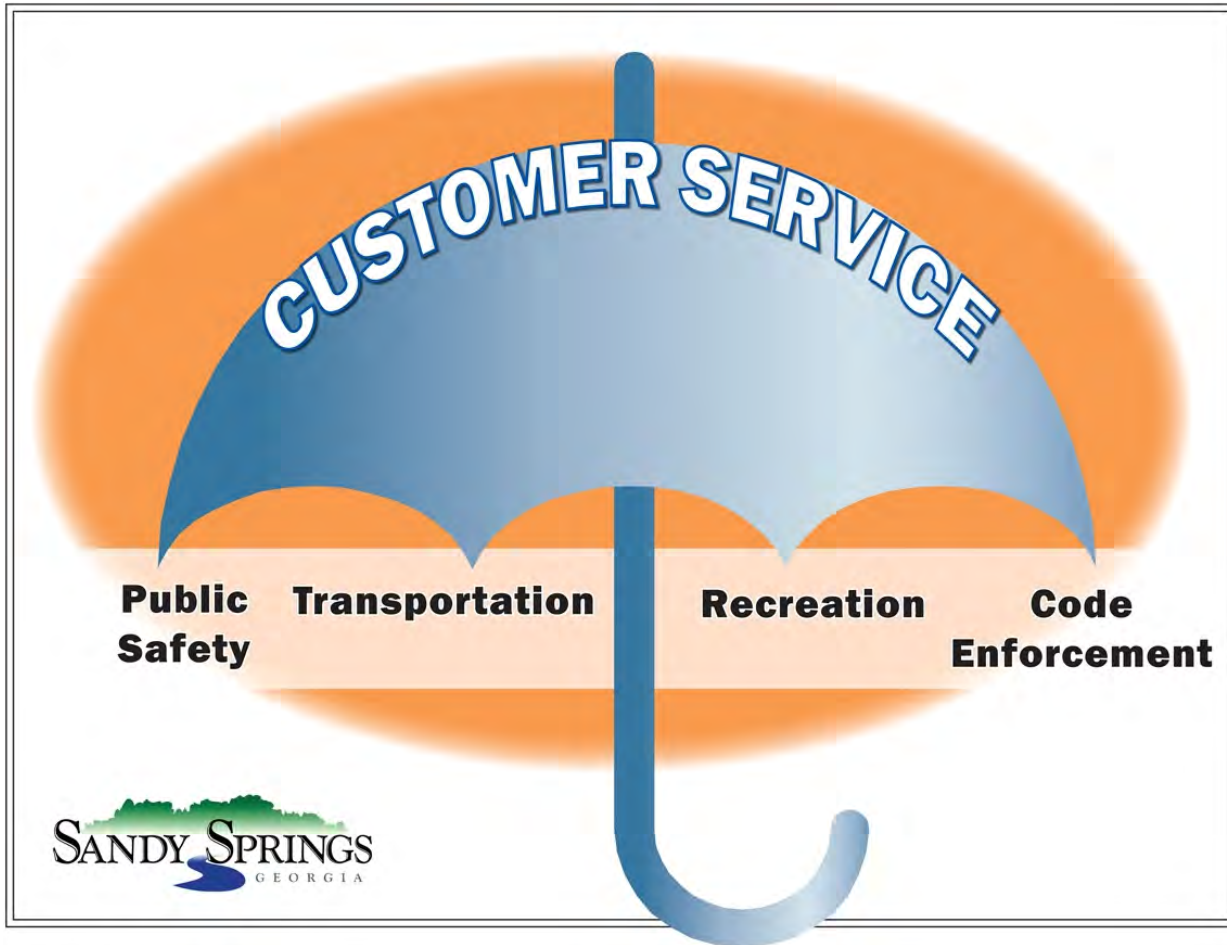 CUSTOMER SERVICE
Public
Safety
Transportation
Recreation
Code
Enforcement
SANDY SPRINGS
GEORGIA